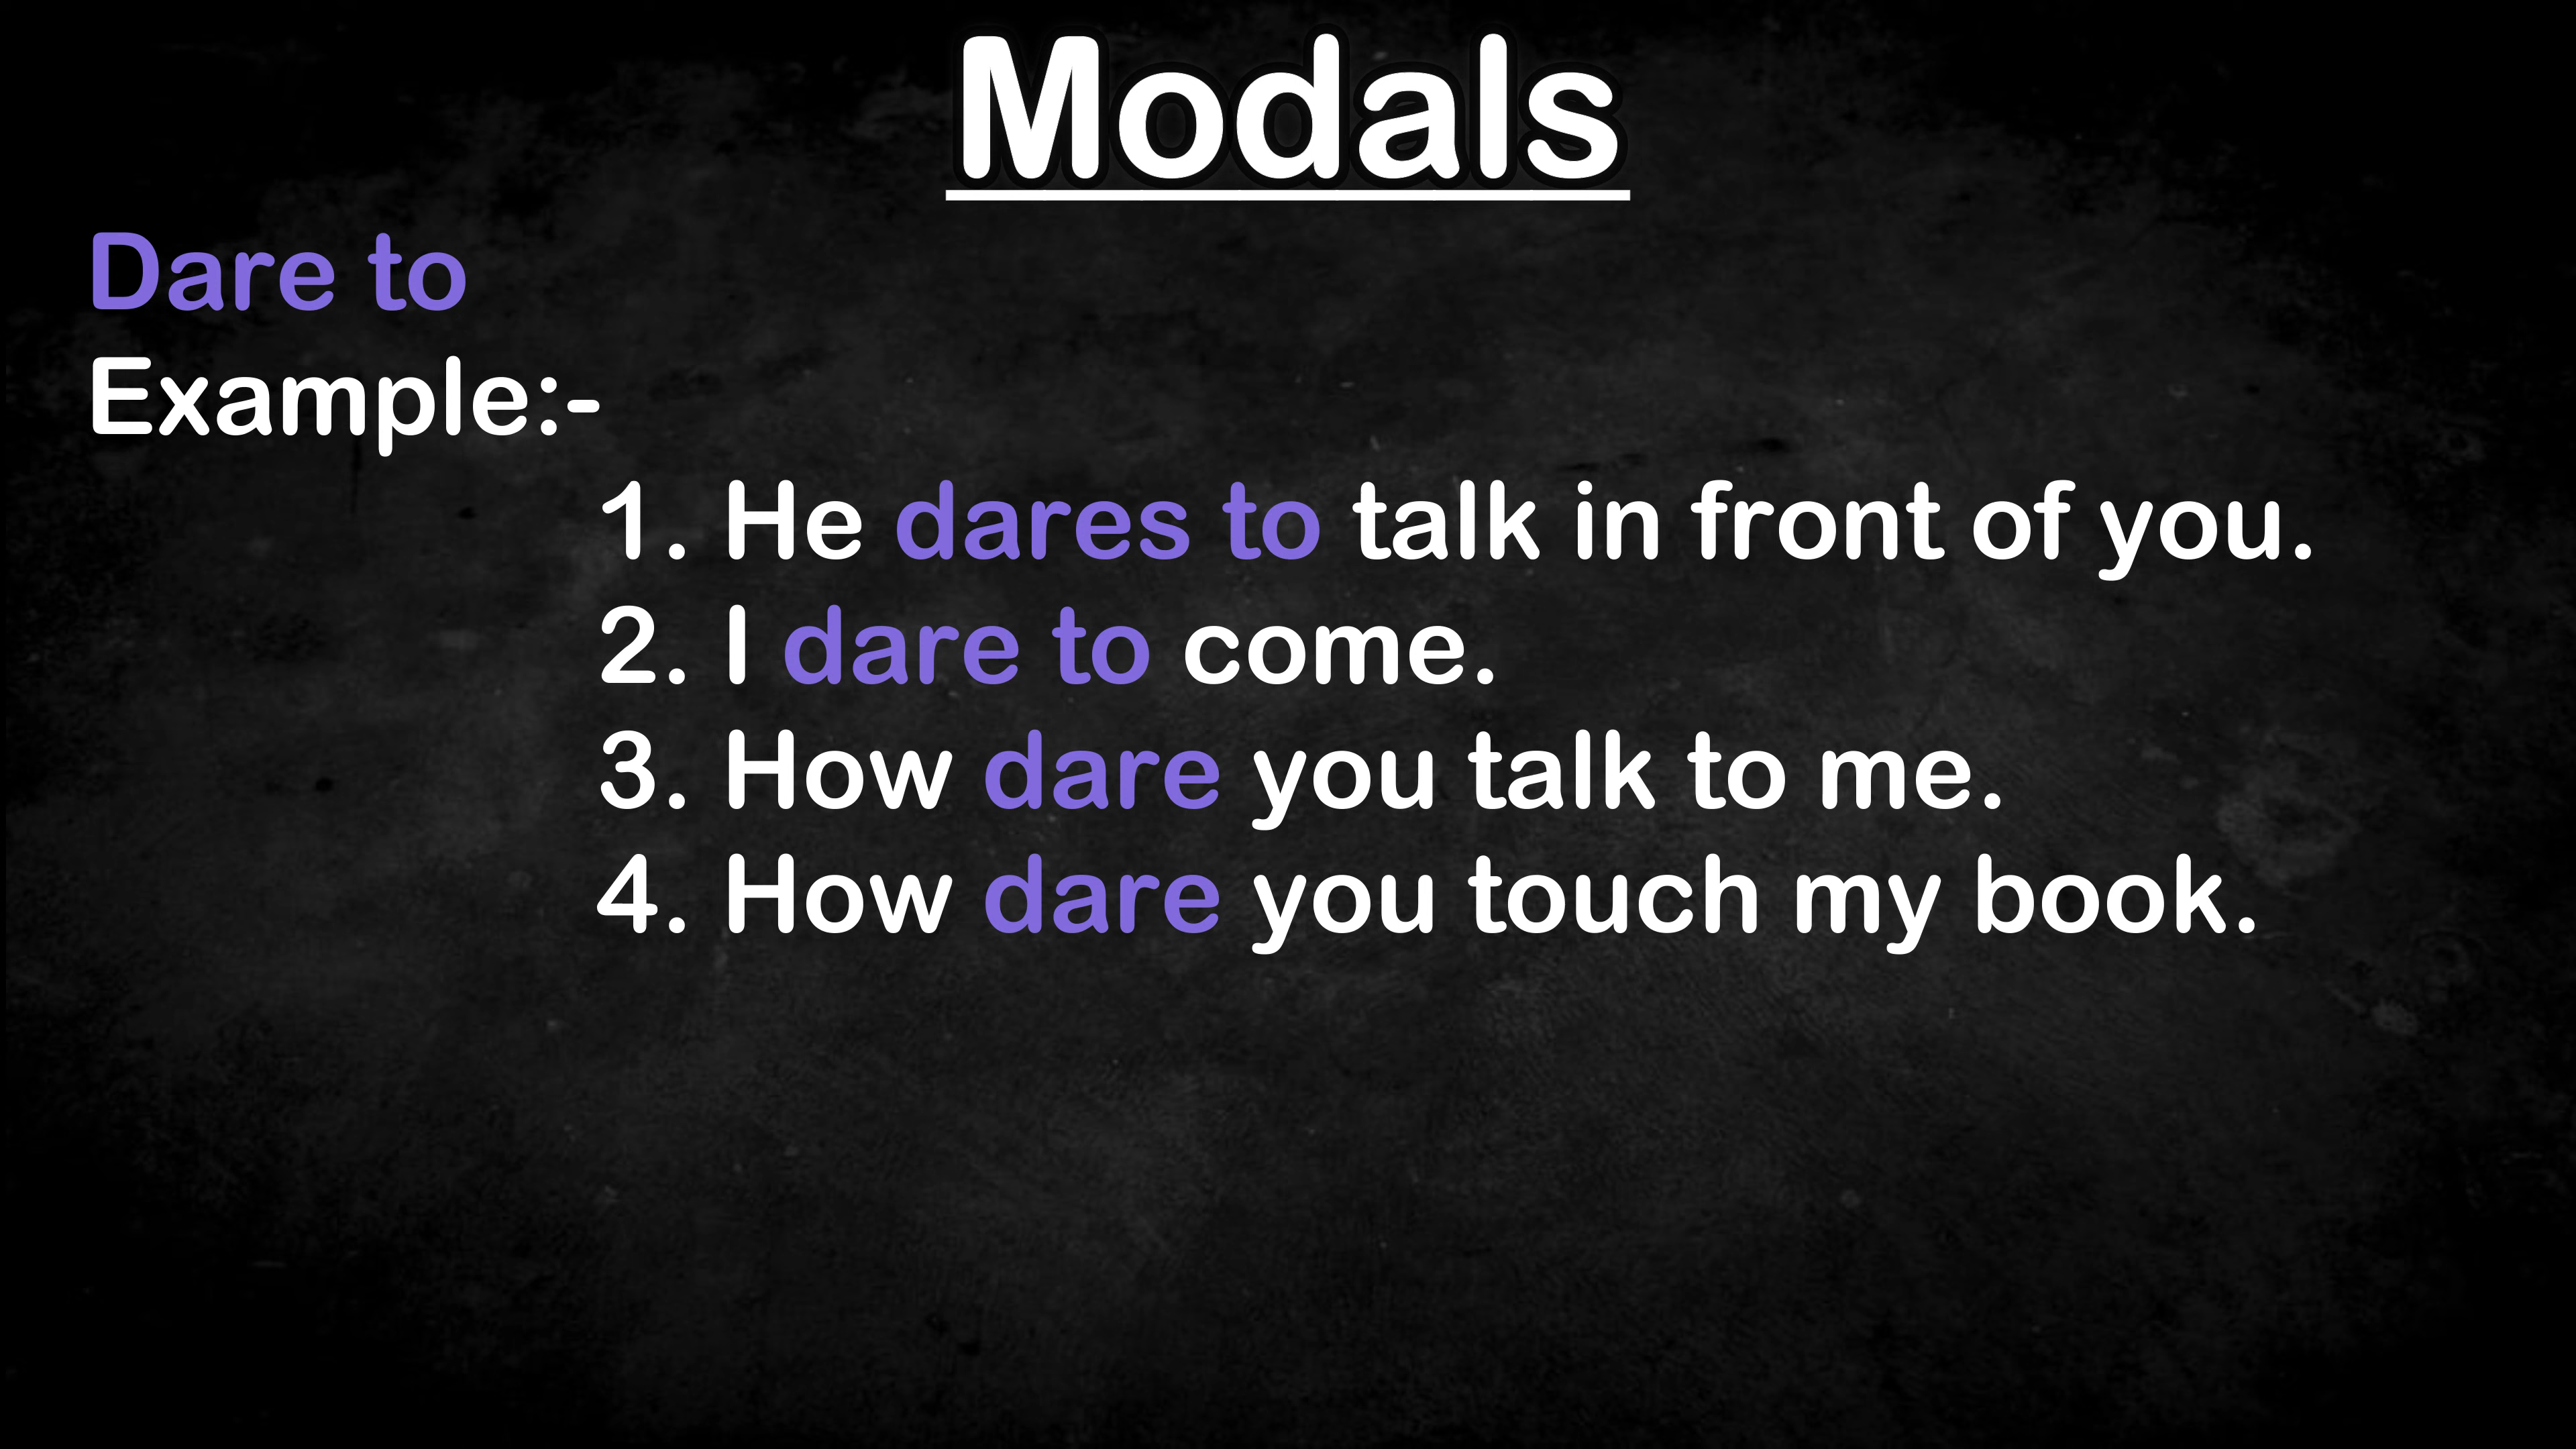 Modals
Dare to
Example:-
1. He dares to talk in front of you.
2. I dare to come.
3. How dare you talk to me.
4. How dare you touch my book.